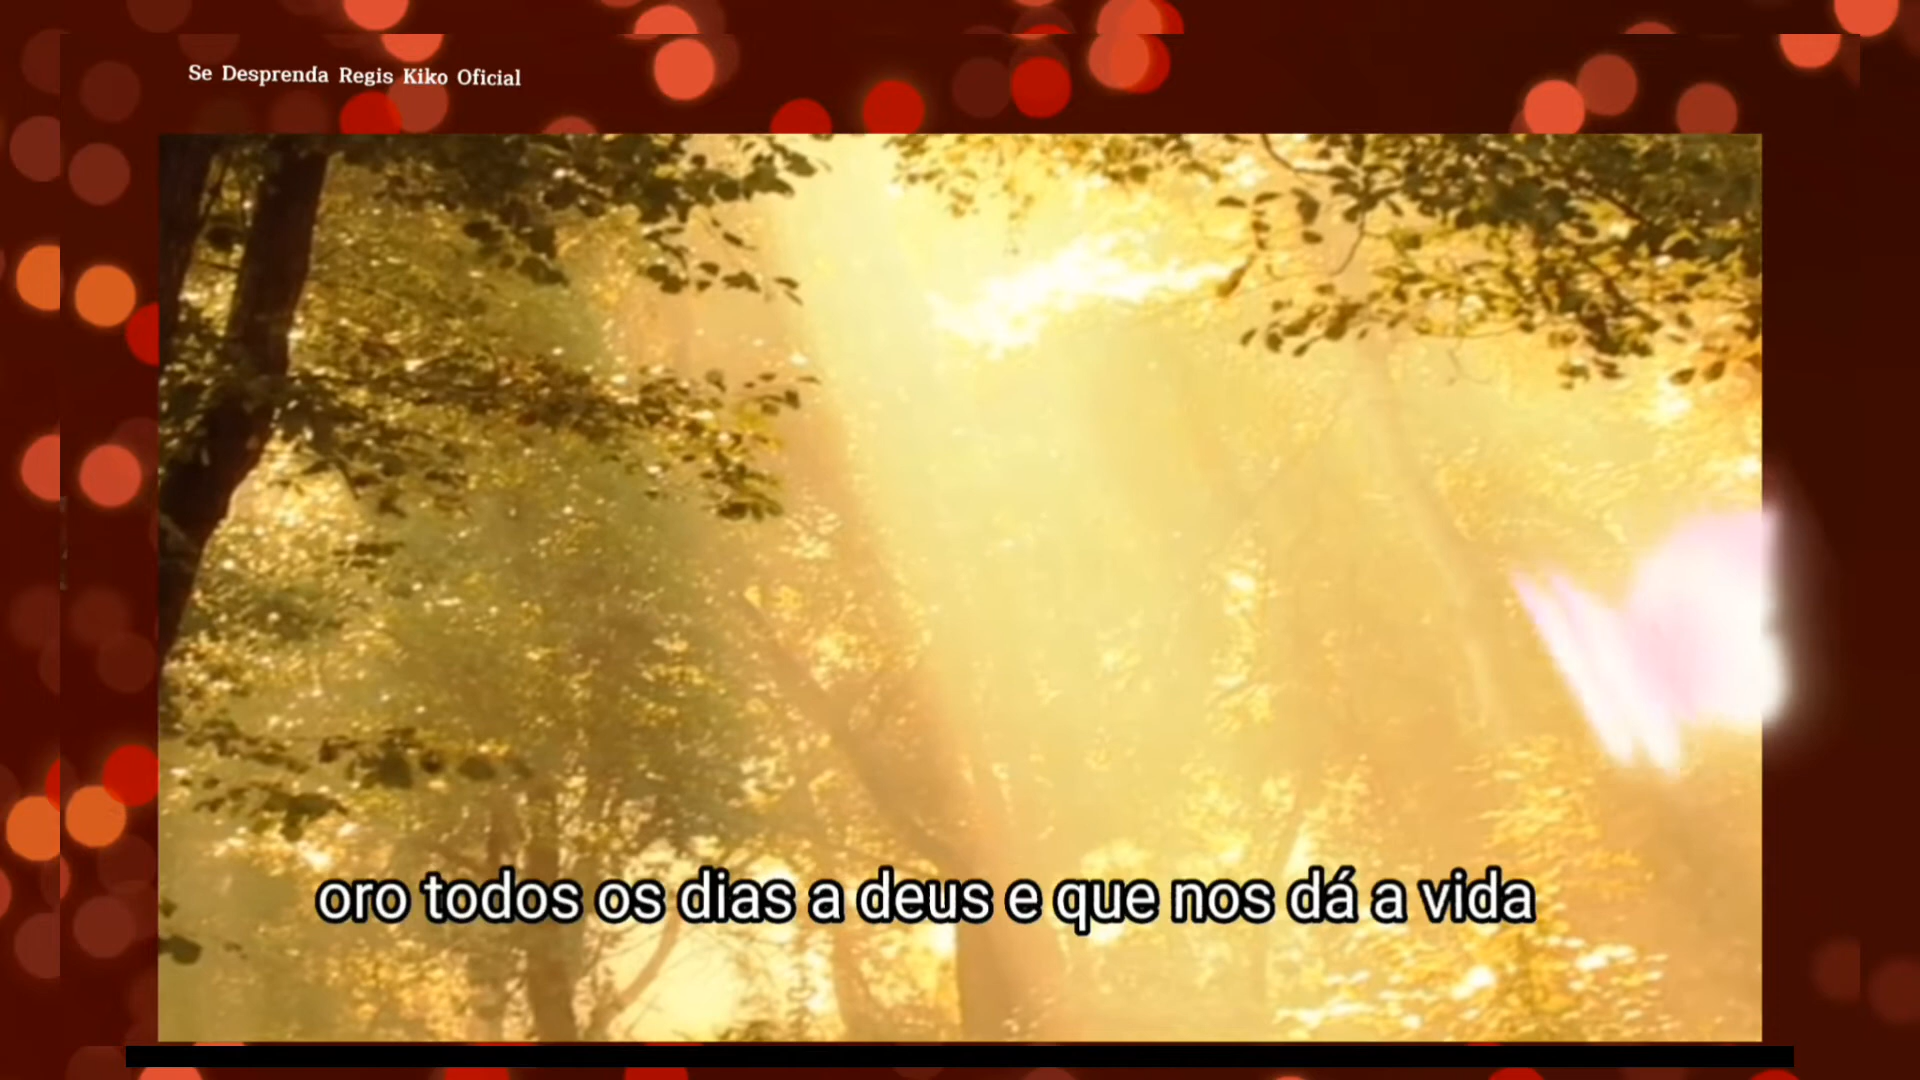 Se Desprenda Regis Kiko Oficial
oro todos os dias a deus e que nos dá a vida